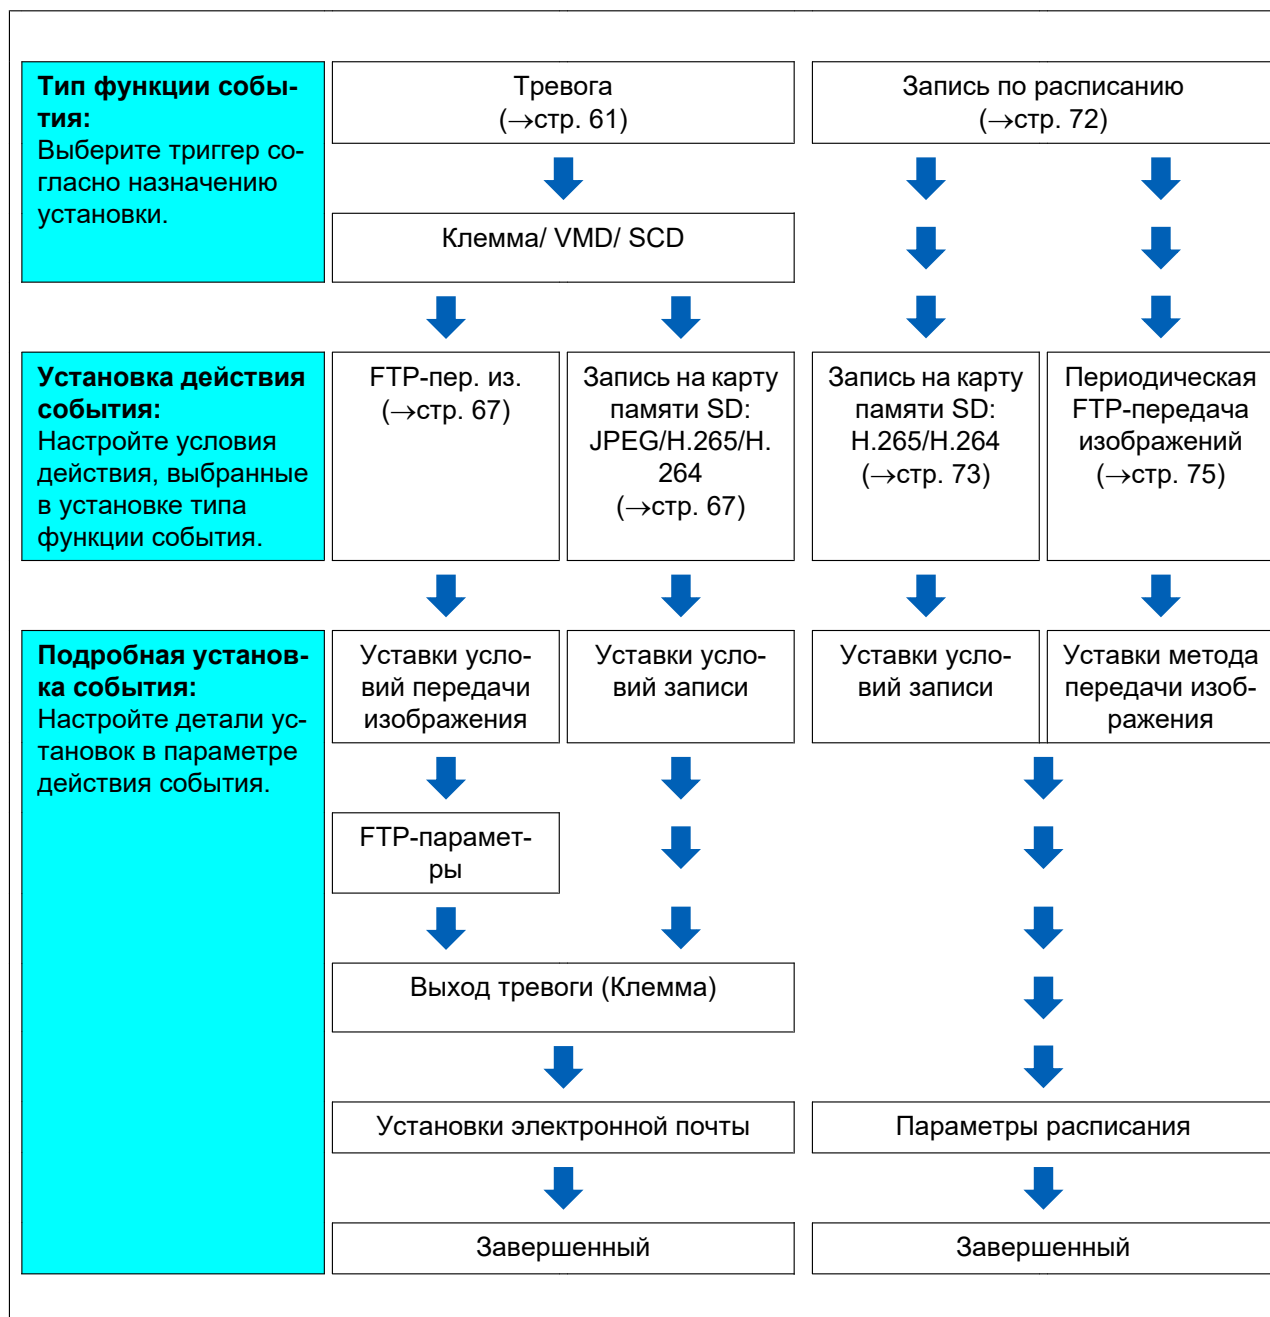 Тип функции собы-
тия:
Выберите триггер со-
гласно назначению
установки.
Тревога
(→стр. 61)
Запись по расписанию
(→стр. 72)
Клемма/ VMD/ SCD
Установка действия
события:
Настройте условия
действия, выбранные
в установке типа
функции события.
FTP-пер. из.
(→стр. 67)
Запись на карту
памяти SD:
JPEG/H.265/H.
264
(→стр. 67)
Запись на карту
памяти SD:
H.265/H.264
(→стр. 73)
Периодическая
FTP-передача
изображений
(→стр. 75)
Подробная установ-
ка события:
Настройте детали ус-
тановок в параметре
действия события.
Уставки усло-
вий передачи
изображения
Уставки усло-
вий записи
Уставки усло-
вий записи
Уставки метода
передачи изоб-
ражения
FTP-парамет-
ры
Выход тревоги (Клемма)
Установки электронной почты
Параметры расписания
Завершенный
Завершенный